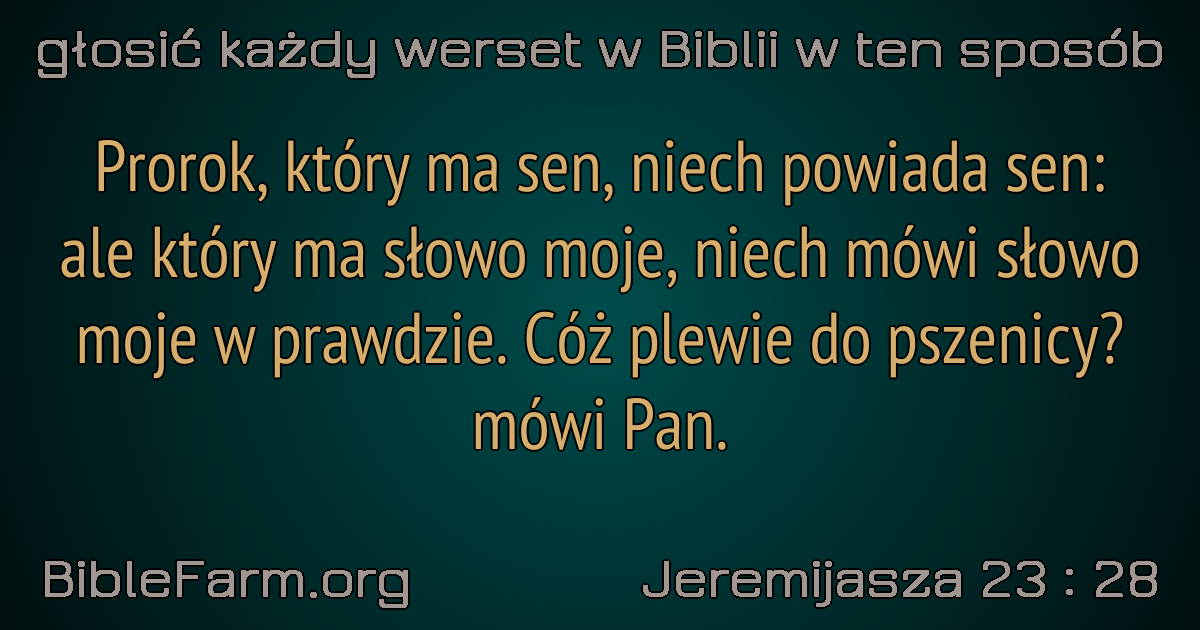 głosić każdy werset w Biblii w ten sposób
Prorok, który ma sen, niech powiada sen:
ale który ma słowo moje, niech mówi słowo
moje w prawdzie. Cóż plewie do pszenicy?
mówi Pan.
BibleFarm.org
Jeremijasza 23 : 28